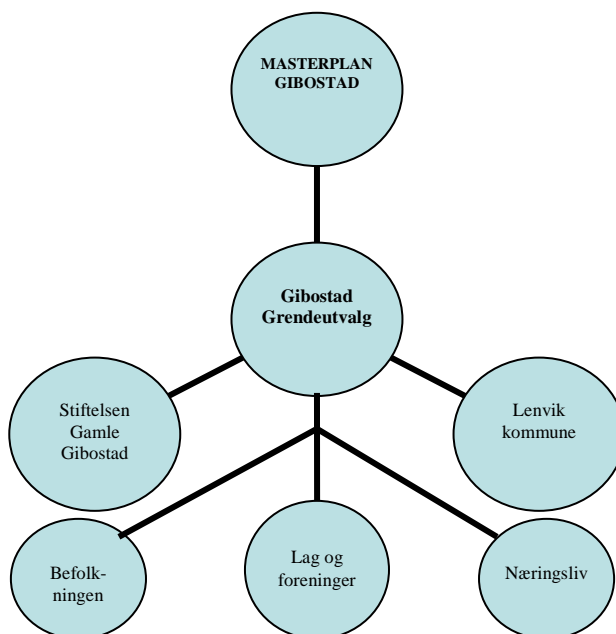 MASTERPLAN
GIBOSTAD
Gibostad
Grendeutvalg
Stiftelsen
Gamle
Gibostad
Lenvik
kommune
Befolk-
ningen
Lag og
foreninger
Næringsliv